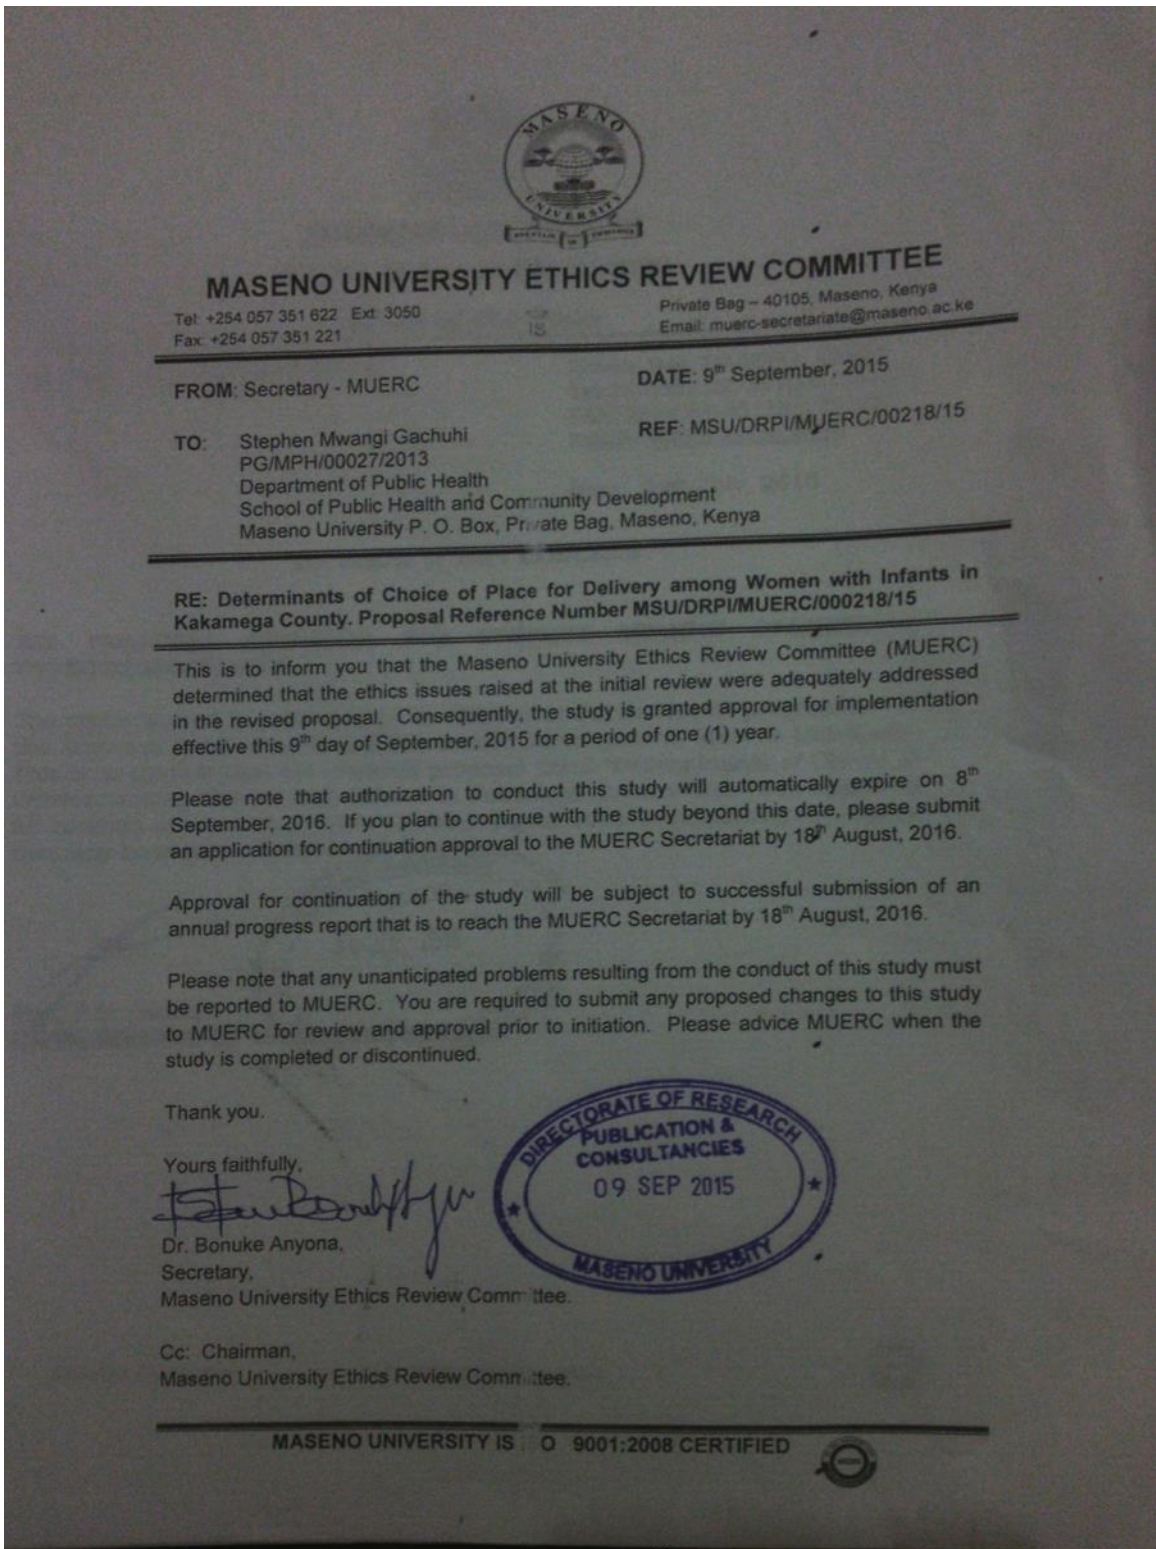 MASENO
UNIVERSITY
MASENO UNIVERSITY ETHICS REVIEW COMMITTEE
Tel: +254 057 351 622 Ext: 3050
Fax: +254 057 351 221
Private Bag – 40105, Maseno, Kenya
Email: muerc-secretariate@maseno.ac.ke
FROM: Secretary - MUERC
DATE: 9th September, 2015
TO: Stephen Mwangi Gachuhi
REF: MSU/DRPI/MUERC/00218/15
PG/MPH/00027/2013
Department of Public Health
School of Public Health and Community Development
Maseno University P. O. Box, Private Bag, Maseno, Kenya
RE: Determinants of Choice of Place for Delivery among Women with Infants in
Kakamega County. Proposal Reference Number MSU/DRPI/MUERC/000218/15
This is to inform you that the Maseno University Ethics Review Committee (MUERC)
determined that the ethics issues raised at the initial review were adequately addressed
in the revised proposal. Consequently, the study is granted approval for implementation
effective this 9th day of September, 2015 for a period of one (1) year.
Please note that authorization to conduct this study will automatically expire on 8th
September, 2016. If you plan to continue with the study beyond this date, please submit
an application for continuation approval to the MUERC Secretariat by 18th August, 2016.
Approval for continuation of the study will be subject to successful submission of an
annual progress report that is to reach the MUERC Secretariat by 18th August, 2016.
Please note that any unanticipated problems resulting from the conduct of this study must
be reported to MUERC. You are required to submit any proposed changes to this study
to MUERC for review and approval prior to initiation. Please advice MUERC when the
study is completed or discontinued.
Thank you.
Yours faithfully,
Dr. Bonuke Anyona,
Secretary,
Maseno University Ethics Review Committee.
DIRECTORATE OF RESEARCH
PUBLICATION &
CONSULTANCIES
09 SEP 2015
MASENO UNIVERSITY
Cc: Chairman,
Maseno University Ethics Review Committee.
MASENO UNIVERSITY IS O 9001:2008 CERTIFIED